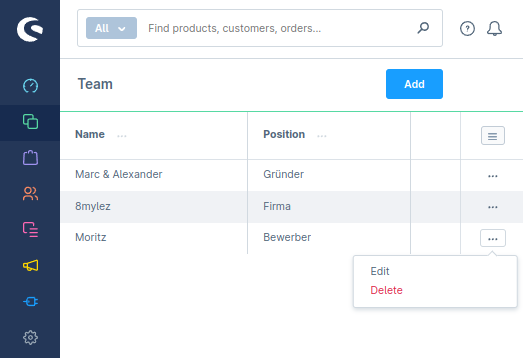 All Find products, customers, orders...
Team Add
Name ... Position ...
Marc & Alexander Gründer ...
8mylez Firma ...
Moritz Bewerber ...
Edit
Delete